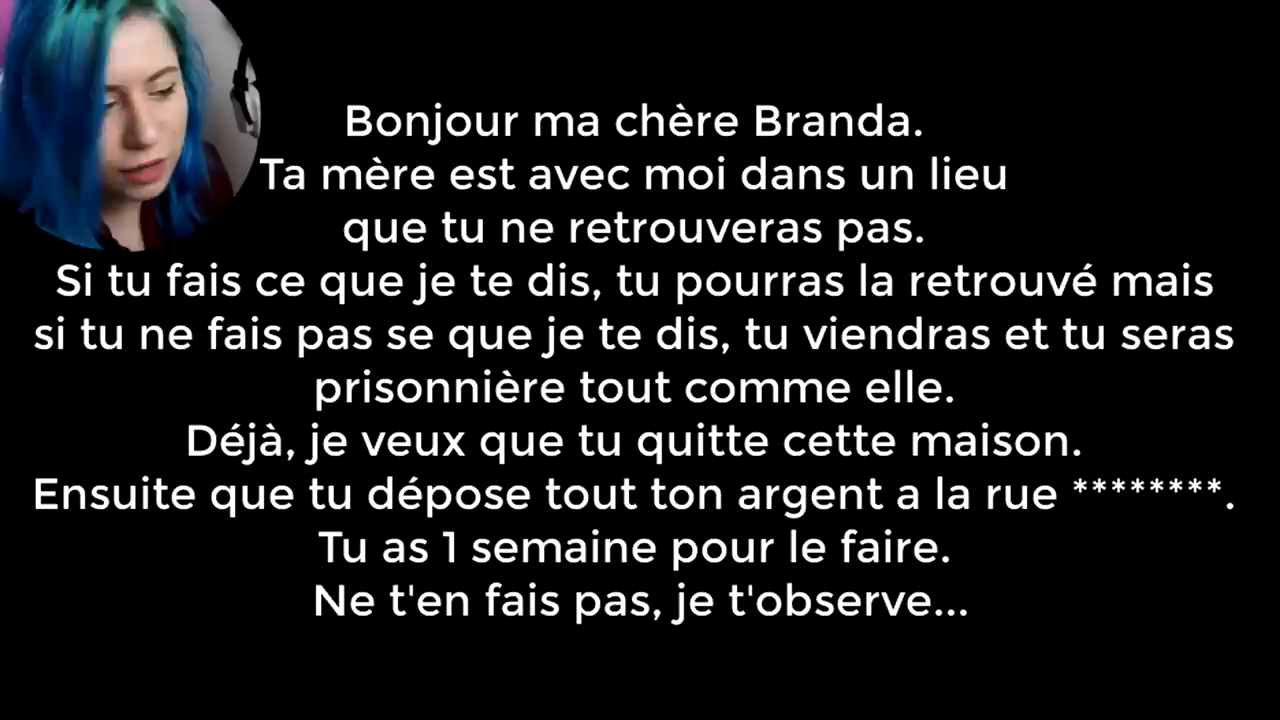 Bonjour ma chère Branda.
Ta mère est avec moi dans un lieu
que tu ne retrouveras pas.
Si tu fais ce que je te dis, tu pourras la retrouvé mais
si tu ne fais pas se que je te dis, tu viendras et tu seras
prisonnière tout comme elle.
Déjà, je veux que tu quitte cette maison.
Ensuite que tu dépose tout ton argent a la rue ********.
Tu as 1 semaine pour le faire.
Ne t'en fais pas, je t'observe...